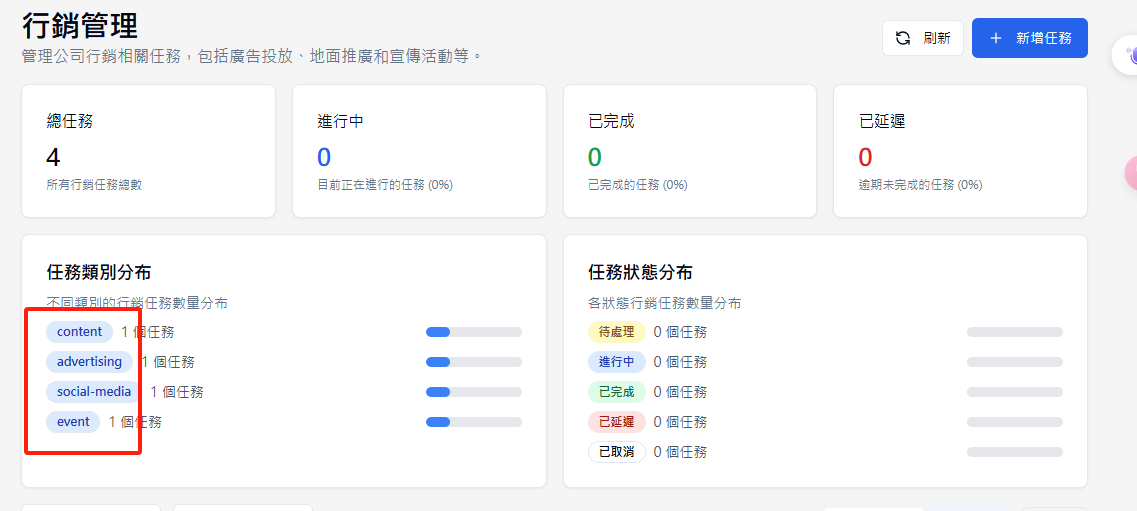 行銷管理
管理公司行銷相關任務，包括廣告投放、地面推廣和宣傳活動等。
刷新
新增任務
總任務
4
所有行銷任務總數
進行中
0
目前正在進行的任務 (0%)
已完成
0
已完成的任務 (0%)
已延遲
0
逾期未完成的任務 (0%)
任務類別分布
不同類別的行銷任務數量分布
content 1 個任務
advertising 1 個任務
social-media 1 個任務
event 1 個任務
任務狀態分布
各狀態行銷任務數量分布
待處理 0 個任務
進行中 0 個任務
已完成 0 個任務
已延遲 0 個任務
已取消 0 個任務